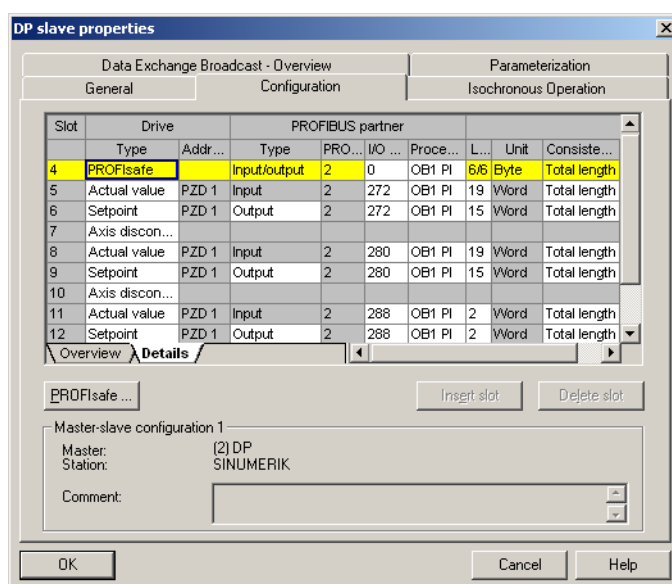 DP slave properties
Data Exchange Broadcast - Overview Parameterization
General Configuration Isochronous Operation
Slot Drive PROFIBUS partner
Type Addr... Type PRO... I/O ... Proce... L... Unit Consiste...
4 PROFIsafe Input/output 2 0 OB1 PI 6/6 Byte Total length
5 Actual value PZD 1 Input 2 272 OB1 PI 19 Word Total length
6 Setpoint PZD 1 Output 2 272 OB1 PI 15 Word Total length
7 Axis discon...
8 Actual value PZD 1 Input 2 280 OB1 PI 19 Word Total length
9 Setpoint PZD 1 Output 2 280 OB1 PI 15 Word Total length
10 Axis discon...
11 Actual value PZD 1 Input 2 288 OB1 PI 2 Word Total length
12 Setpoint PZD 1 Output 2 288 OB1 PI 2 Word Total length
Overview Details
PROFIsafe ... Insert slot Delete slot
Master-slave configuration 1
Master: (2) DP
Station: SINUMERIK
Comment:
OK Cancel Help